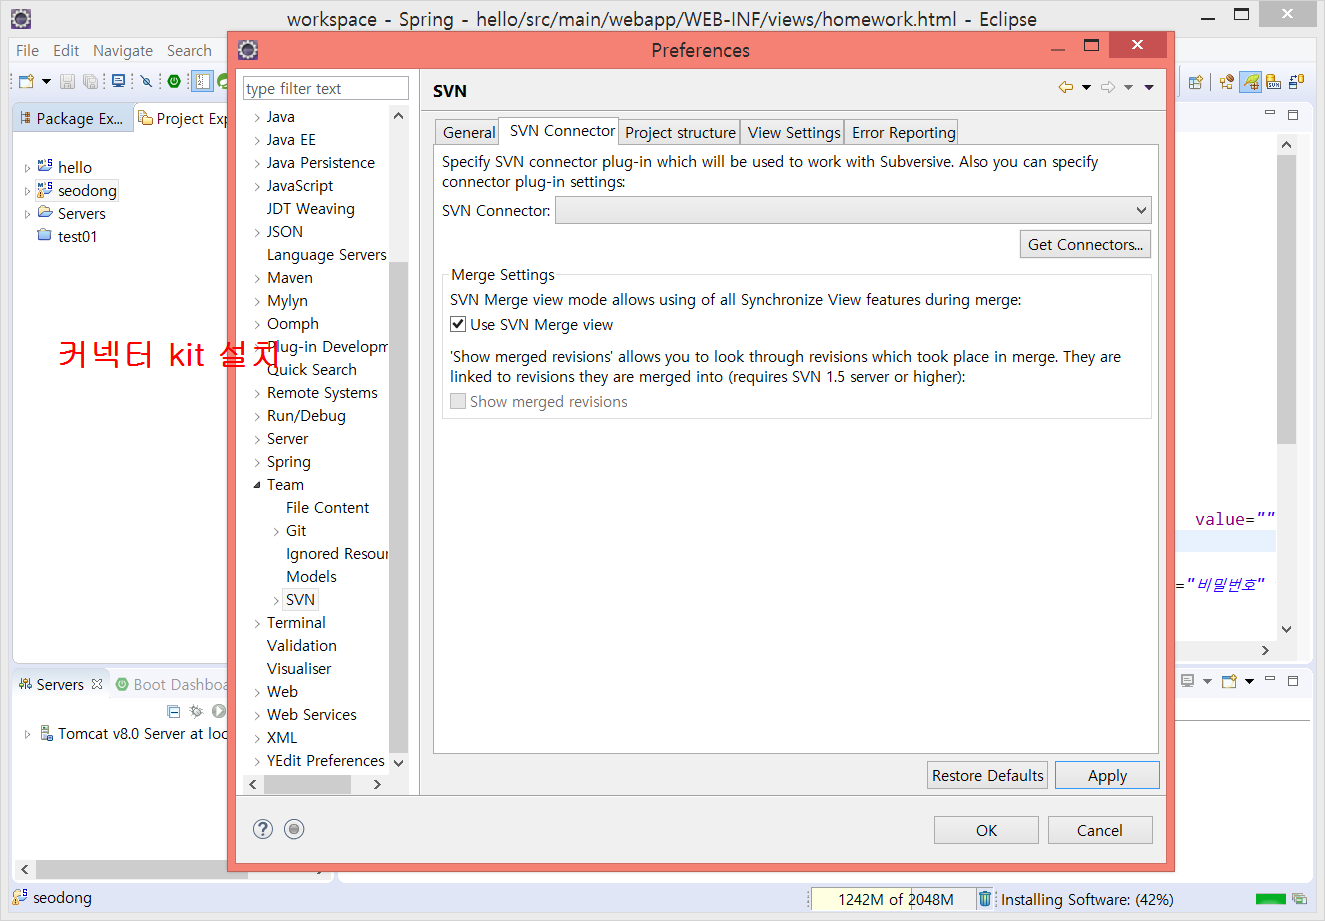 workspace - Spring - hello/src/main/webapp/WEB-INF/views/homework.html - Eclipse
File Edit Navigate Search
Package Ex...
Project Exp
hello
seodong
Servers
test01
커넥터 kit 설치
Servers
Boot Dashboa
Tomcat v8.0 Server at loc
Preferences
type filter text
Java
Java EE
Java Persistence
JavaScript
JDT Weaving
JSON
Language Servers
Maven
Mylyn
Oomph
Plug-in Developm
Quick Search
Remote Systems
Run/Debug
Server
Spring
Team
File Content
Git
Ignored Resour
Models
SVN
Terminal
Validation
Visualiser
Web
Web Services
XML
YEdit Preferences
SVN
General SVN Connector Project structure View Settings Error Reporting
Specify SVN connector plug-in which will be used to work with Subversive. Also you can specify
connector plug-in settings:
SVN Connector:
Get Connectors...
Merge Settings
SVN Merge view mode allows using of all Synchronize View features during merge:
Use SVN Merge view
'Show merged revisions' allows you to look through revisions which took place in merge. They are
linked to revisions they are merged into (requires SVN 1.5 server or higher):
Show merged revisions
Restore Defaults Apply
OK Cancel
value=""
="비밀번호"
seodong
1242M of 2048M
Installing Software: (42%)